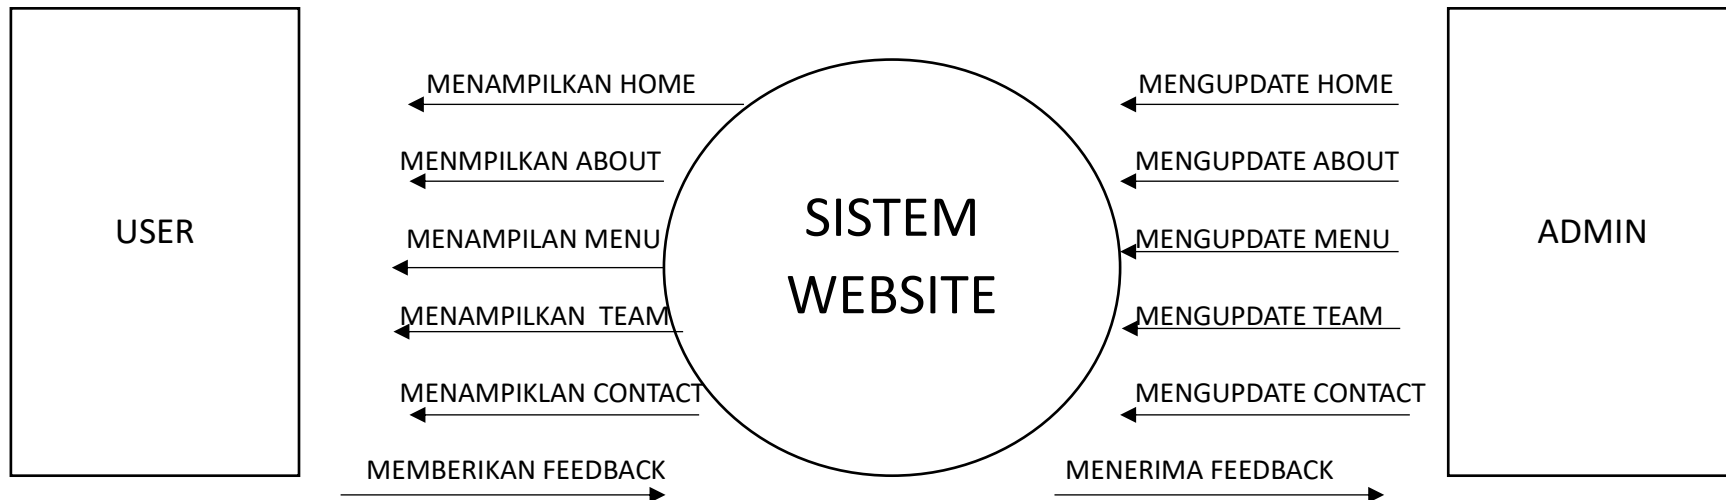 USER
MENAMPILKAN HOME
MENMPILKAN ABOUT
MENAMPILAN MENU
MENAMPILKAN  TEAM
MENAMPIKLAN CONTACT
MEMBERIKAN FEEDBACK
SISTEM
WEBSITE
MENGUPDATE HOME
MENGUPDATE ABOUT
MENGUPDATE MENU
MENGUPDATE TEAM
MENGUPDATE CONTACT
MENERIMA FEEDBACK
ADMIN